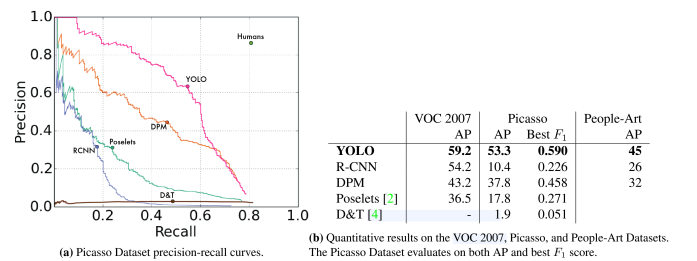 1.0
0.8
0.6
0.4
0.2
0.0
Precision
Humans
YOLO
DPM
Poselets
RCNN
D&T
0.0 0.2 0.4 0.6 0.8 1.0
Recall
(a) Picasso Dataset precision-recall curves.
VOC 2007 Picasso People-Art
AP AP Best F1 AP
YOLO 59.2 53.3 0.590 45
R-CNN 54.2 10.4 0.226 26
DPM 43.2 37.8 0.458 32
Poselets [2] 36.5 17.8 0.271
D&T [4] - 1.9 0.051
(b) Quantitative results on the VOC 2007, Picasso, and People-Art Datasets.
The Picasso Dataset evaluates on both AP and best F1 score.